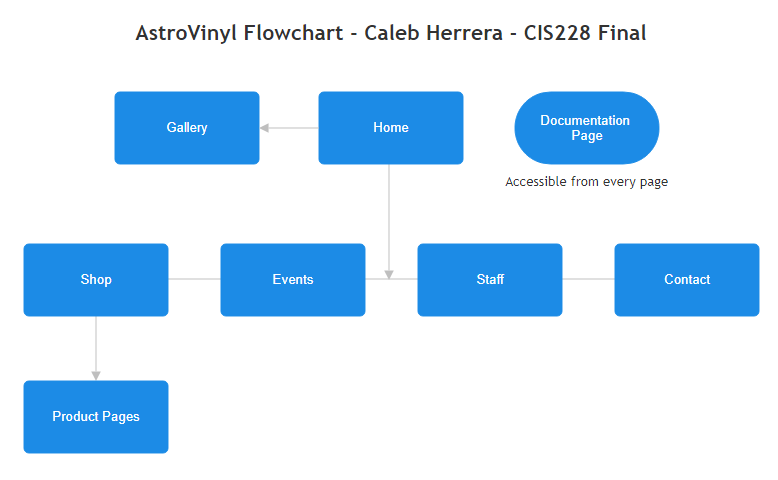 AstroVinyl Flowchart - Caleb Herrera - CIS228 Final
Gallery
Home
Documentation
Page
Accessible from every page
Shop
Events
Staff
Contact
Product Pages